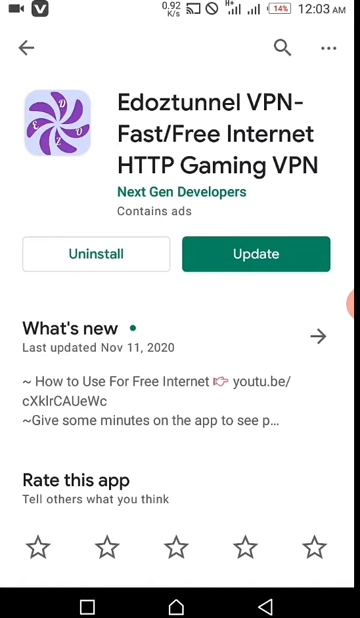 0.92 K/s H+ 14% 12:03 AM
Edoztunnel VPN-
Fast/Free Internet
HTTP Gaming VPN
Next Gen Developers
Contains ads
Uninstall
Update
What's new
Last updated Nov 11, 2020
~ How to Use For Free Internet 👉 youtu.be/
cXklrCAUeWc
~Give some minutes on the app to see p...
Rate this app
Tell others what you think